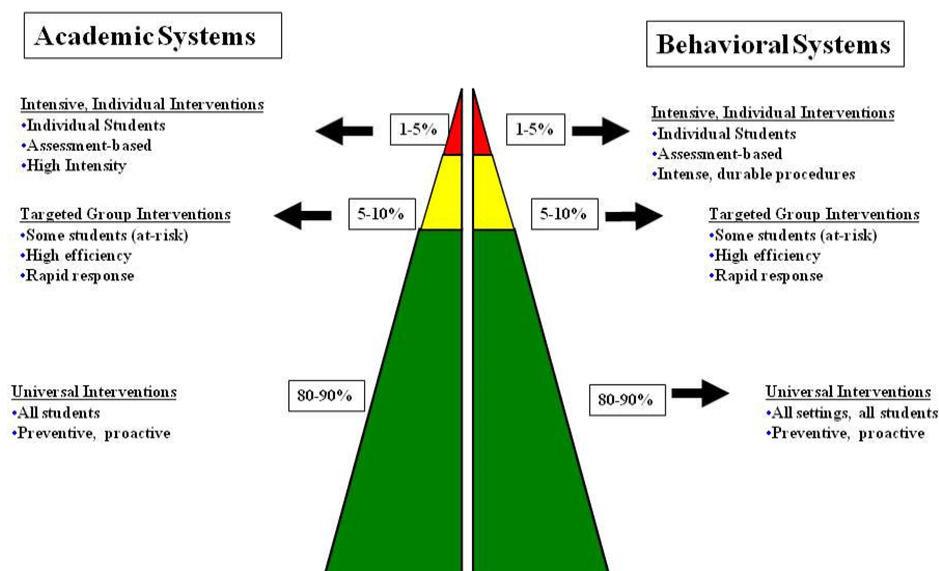 Academic Systems
Behavioral Systems
Intensive, Individual Interventions
•Individual Students
•Assessment-based
•High Intensity
1-5%
1-5%
Intensive, Individual Interventions
•Individual Students
•Assessment-based
•Intense, durable procedures
Targeted Group Interventions
•Some students (at-risk)
•High efficiency
•Rapid response
5-10%
5-10%
Targeted Group Interventions
•Some students (at-risk)
•High efficiency
•Rapid response
Universal Interventions
•All students
•Preventive, proactive
80-90%
80-90%
Universal Interventions
•All settings, all students
•Preventive, proactive